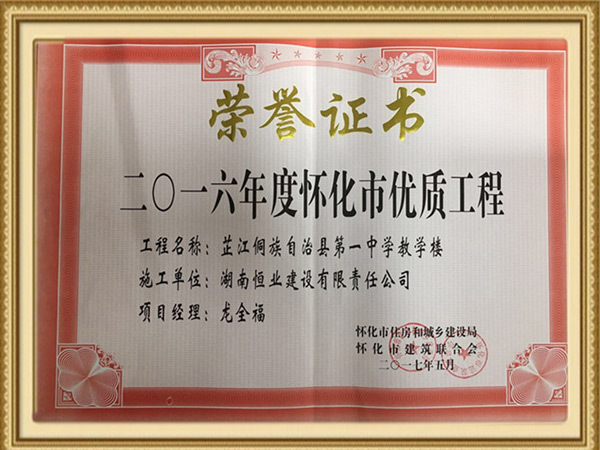 荣誉证书
二〇一六年度怀化市优质工程
工程名称：芷江侗族自治县第一中学教学楼
施工单位：湖南恒业建设有限责任公司
项目经理：龙全福
怀化市住房和城乡建设局
怀化市建筑联合会
二〇一七年五月